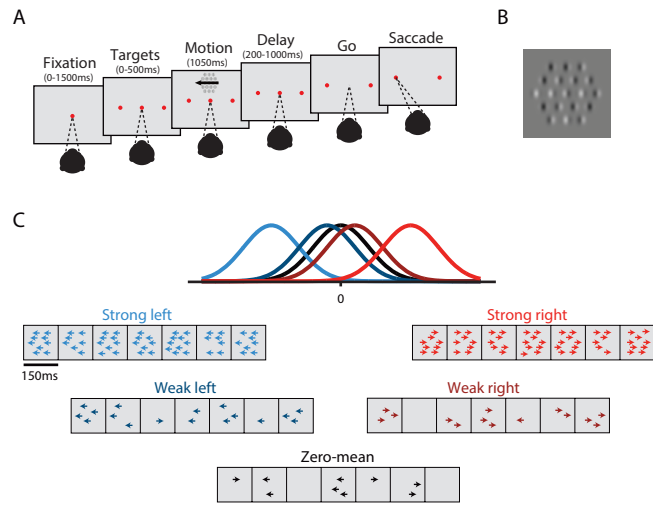 A
B
Fixation
(0-1500ms)
Targets
(0-500ms)
Motion
(1050ms)
Delay
(200-1000ms)
Go
Saccade
C
0
Strong left
Strong right
150ms
Weak left
Weak right
Zero-mean